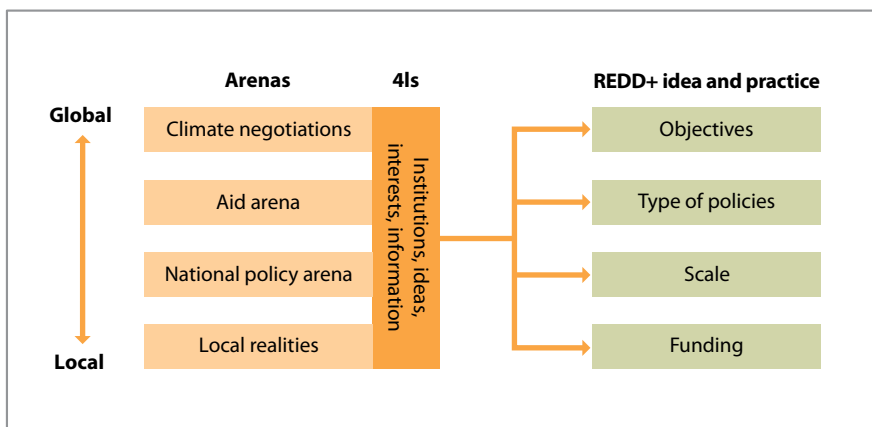 Arenas
4Is
REDD+ idea and practice
Global
Climate negotiations
Aid arena
National policy arena
Local realities
Local
Institutions, ideas,
interests, information
Objectives
Type of policies
Scale
Funding